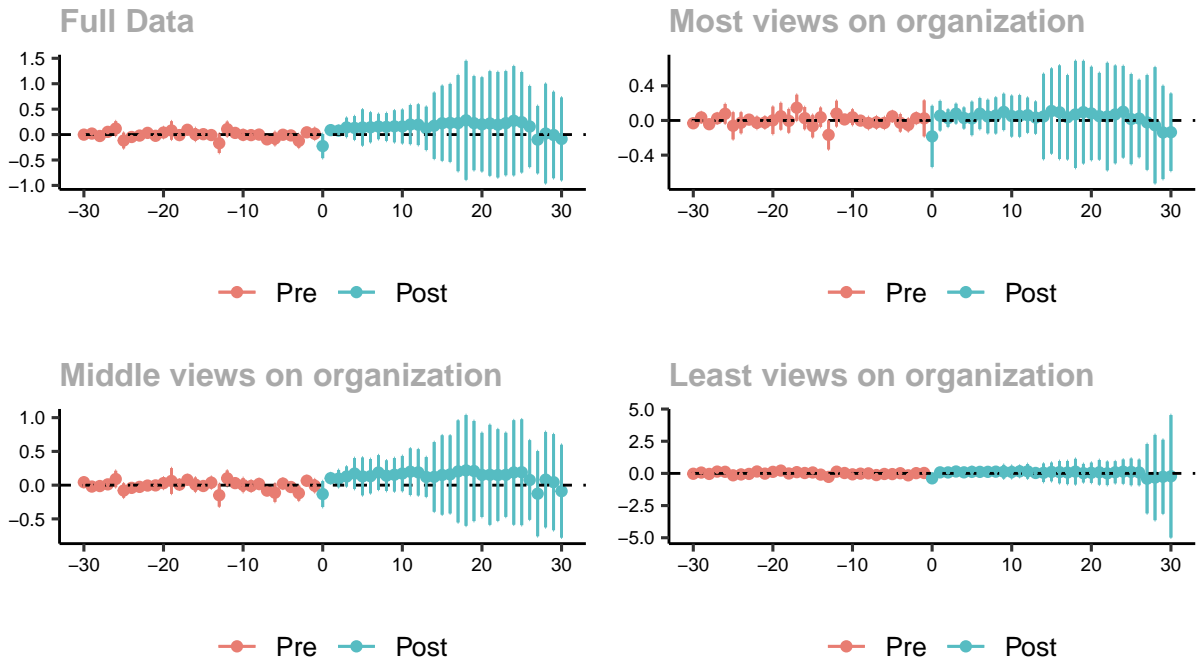 Full Data
1.5
1.0
0.5
0.0
−0.5
−1.0
−30 −20 −10 0 10 20 30
Pre Post
Most views on organization
0.4
0.0
−0.4
−30 −20 −10 0 10 20 30
Pre Post
Middle views on organization
1.0
0.5
0.0
−0.5
−30 −20 −10 0 10 20 30
Pre Post
Least views on organization
5.0
2.5
0.0
−2.5
−5.0
−30 −20 −10 0 10 20 30
Pre Post